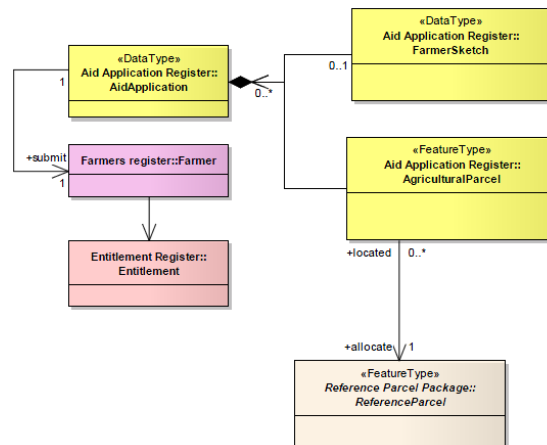 «DataType»
Aid Application Register::
AidApplication
1
0..*
«DataType»
Aid Application Register::
FarmerSketch
0..1
+submit
1
Farmers register::Farmer
«FeatureType»
Aid Application Register::
AgriculturalParcel
Entitlement Register::
Entitlement
+located
0..*
+allocate
1
«FeatureType»
Reference Parcel Package::
ReferenceParcel